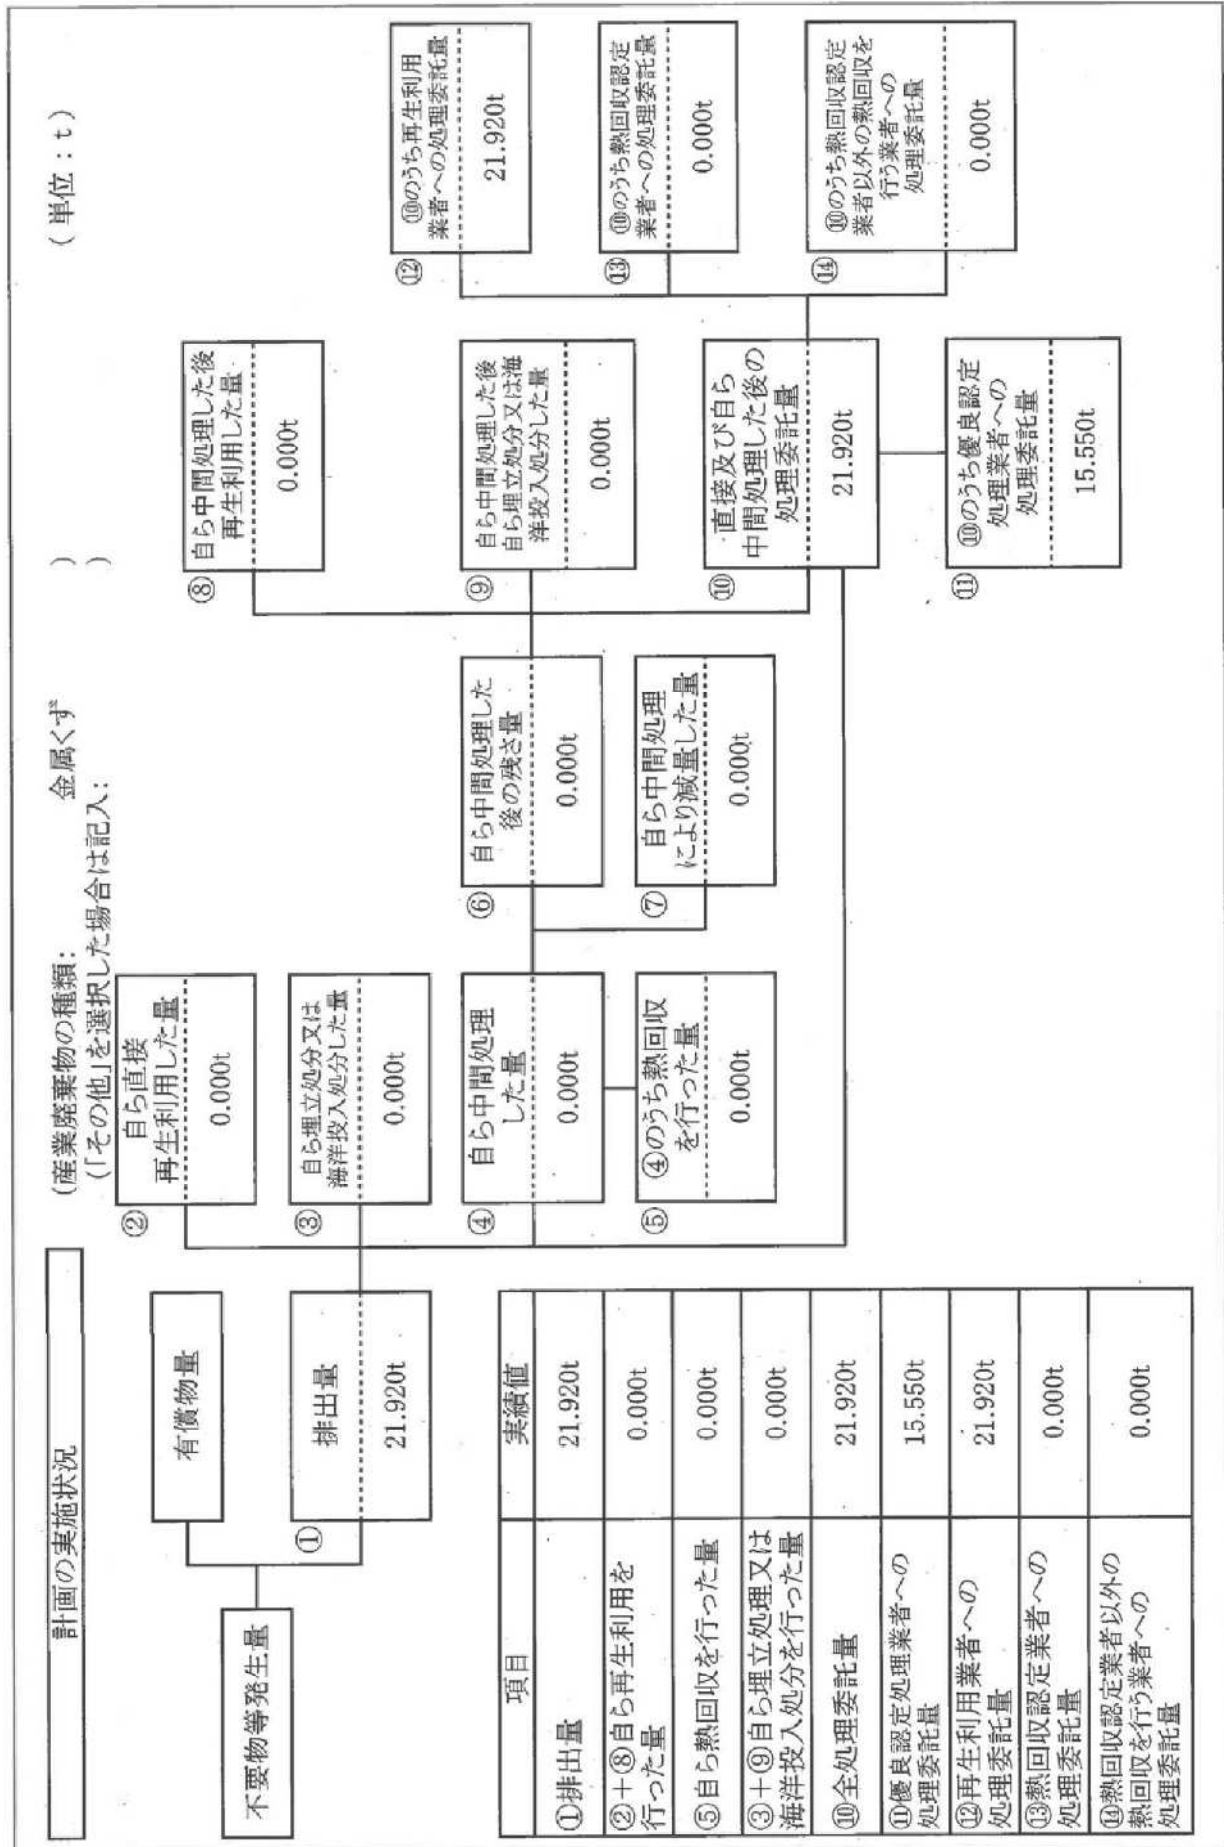 計画の実施状況
(産業廃棄物の種類: 金属くず )
(「その他」を選択した場合は記入: )
(単位:t)
不要物等発生量
有償物量
①
排出量
21.920t
②
自ら直接
再生利用した量
0.000t
③
自ら埋立処分又は
海洋投入処分した量
0.000t
④
自ら中間処理
した量
0.000t
⑤
④のうち熱回収
を行った量
0.000t
⑥
自ら中間処理した
後の残さ量
0.000t
⑦
自ら中間処理
により減量した量
0.000t
⑧
自ら中間処理した後
再生利用した量
0.000t
⑨
自ら中間処理した後
自ら埋立処分又は海
洋投入処分した量
0.000t
⑩
直接及び自ら
中間処理した後の
処理委託量
21.920t
⑪
⑩のうち優良認定
処理業者への
処理委託量
15.550t
⑫
⑩のうち再生利用
業者への処理委託量
21.920t
⑬
⑩のうち熱回収認定
業者への処理委託量
0.000t
⑭
⑩のうち熱回収認定
業者以外の熱回収を
行う業者への
処理委託量
0.000t
項目 実績値
①排出量 21.920t
②+⑧自ら再生利用を
行った量 0.000t
⑤自ら熱回収を行った量 0.000t
③+⑨自ら埋立処理又は
海洋投入処分を行った量 0.000t
⑩全処理委託量 21.920t
⑪優良認定処理業者への
処理委託量 15.550t
⑫再生利用業者への
処理委託量 21.920t
⑬熱回収認定業者への
処理委託量 0.000t
⑭熱回収認定業者以外の
熱回収を行う業者への
処理委託量 0.000t